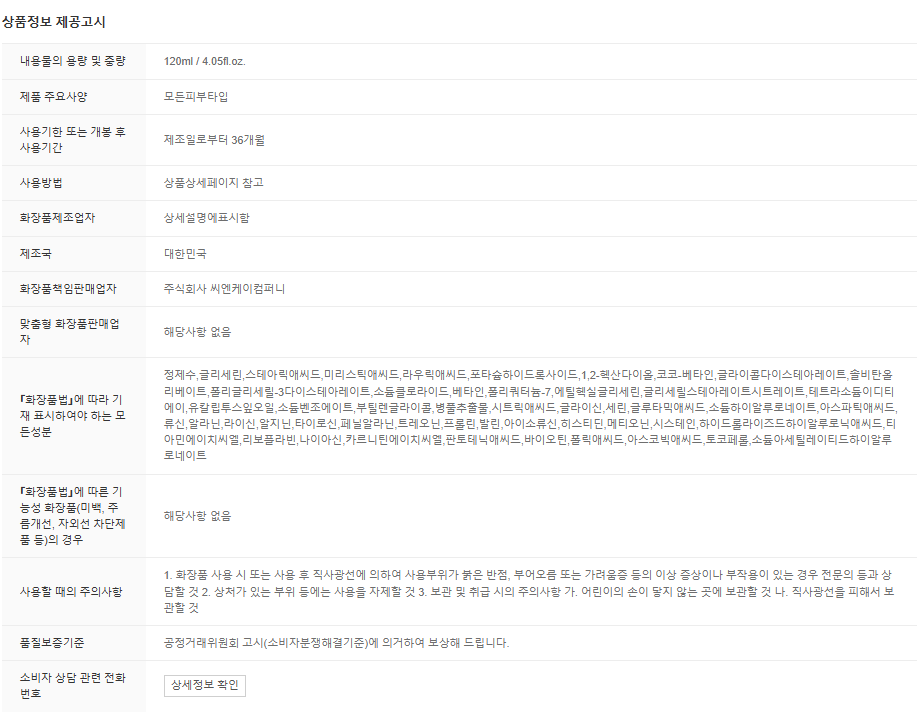 상품정보 제공고시
내용물의 용량 및 중량
120ml / 4.05fl.oz.
제품 주요사양
모든피부타입
사용기한 또는 개봉 후
사용기간
제조일로부터 36개월
사용방법
상품상세페이지 참고
화장품제조업자
상세설명에표시함
제조국
대한민국
화장품책임판매업자
주식회사 씨엔케이컴퍼니
맞춤형 화장품판매업
자
해당사항 없음
『화장품법』에 따라 기
재 표시하여야 하는 모
든성분
정제수,글리세린,스테아릭애씨드,미리스틱애씨드,라우릭애씨드,포타슘하이드록사이드,1,2-헥산다이올,코코-베타인,글라이콜다이스테아레이트,솔비탄올
리베이트,폴리글리세릴-3다이스테아레이트,소듐클로라이드,베타인,폴리쿼터늄-7,에틸헥실글리세린,글리세릴스테아레이트시트레이트,테트라소듐이디티
에이,유칼립투스잎오일,소듐벤조에이트,부틸렌글라이콜,병풀추출물,시트릭애씨드,글라이신,세린,글루타믹애씨드,소듐하이알루로네이트,아스파틱애씨드,
류신,알라닌,라이신,알지닌,타이로신,페닐알라닌,트레오닌,프롤린,발린,아이소류신,히스티딘,메티오닌,시스테인,하이드롤라이즈드하이알루로닉애씨드,티
아민에이치씨엘,리보플라빈,나이아신,카르니틴에이치씨엘,판토테닉애씨드,바이오틴,폴릭애씨드,아스코빅애씨드,토코페롤,소듐아세틸레이티드하이알루
로네이트
『화장품법』에 따른 기
능성 화장품(미백, 주
름개선, 자외선 차단제
품 등)의 경우
해당사항 없음
사용할 때의 주의사항
1. 화장품 사용 시 또는 사용 후 직사광선에 의하여 사용부위가 붉은 반점, 부어오름 또는 가려움증 등의 이상 증상이나 부작용이 있는 경우 전문의 등과 상
담할 것 2. 상처가 있는 부위 등에는 사용을 자제할 것 3. 보관 및 취급 시의 주의사항 가. 어린이의 손이 닿지 않는 곳에 보관할 것 나. 직사광선을 피해서 보
관할 것
품질보증기준
공정거래위원회 고시(소비자분쟁해결기준)에 의거하여 보상해 드립니다.
소비자 상담 관련 전화
번호
상세정보 확인